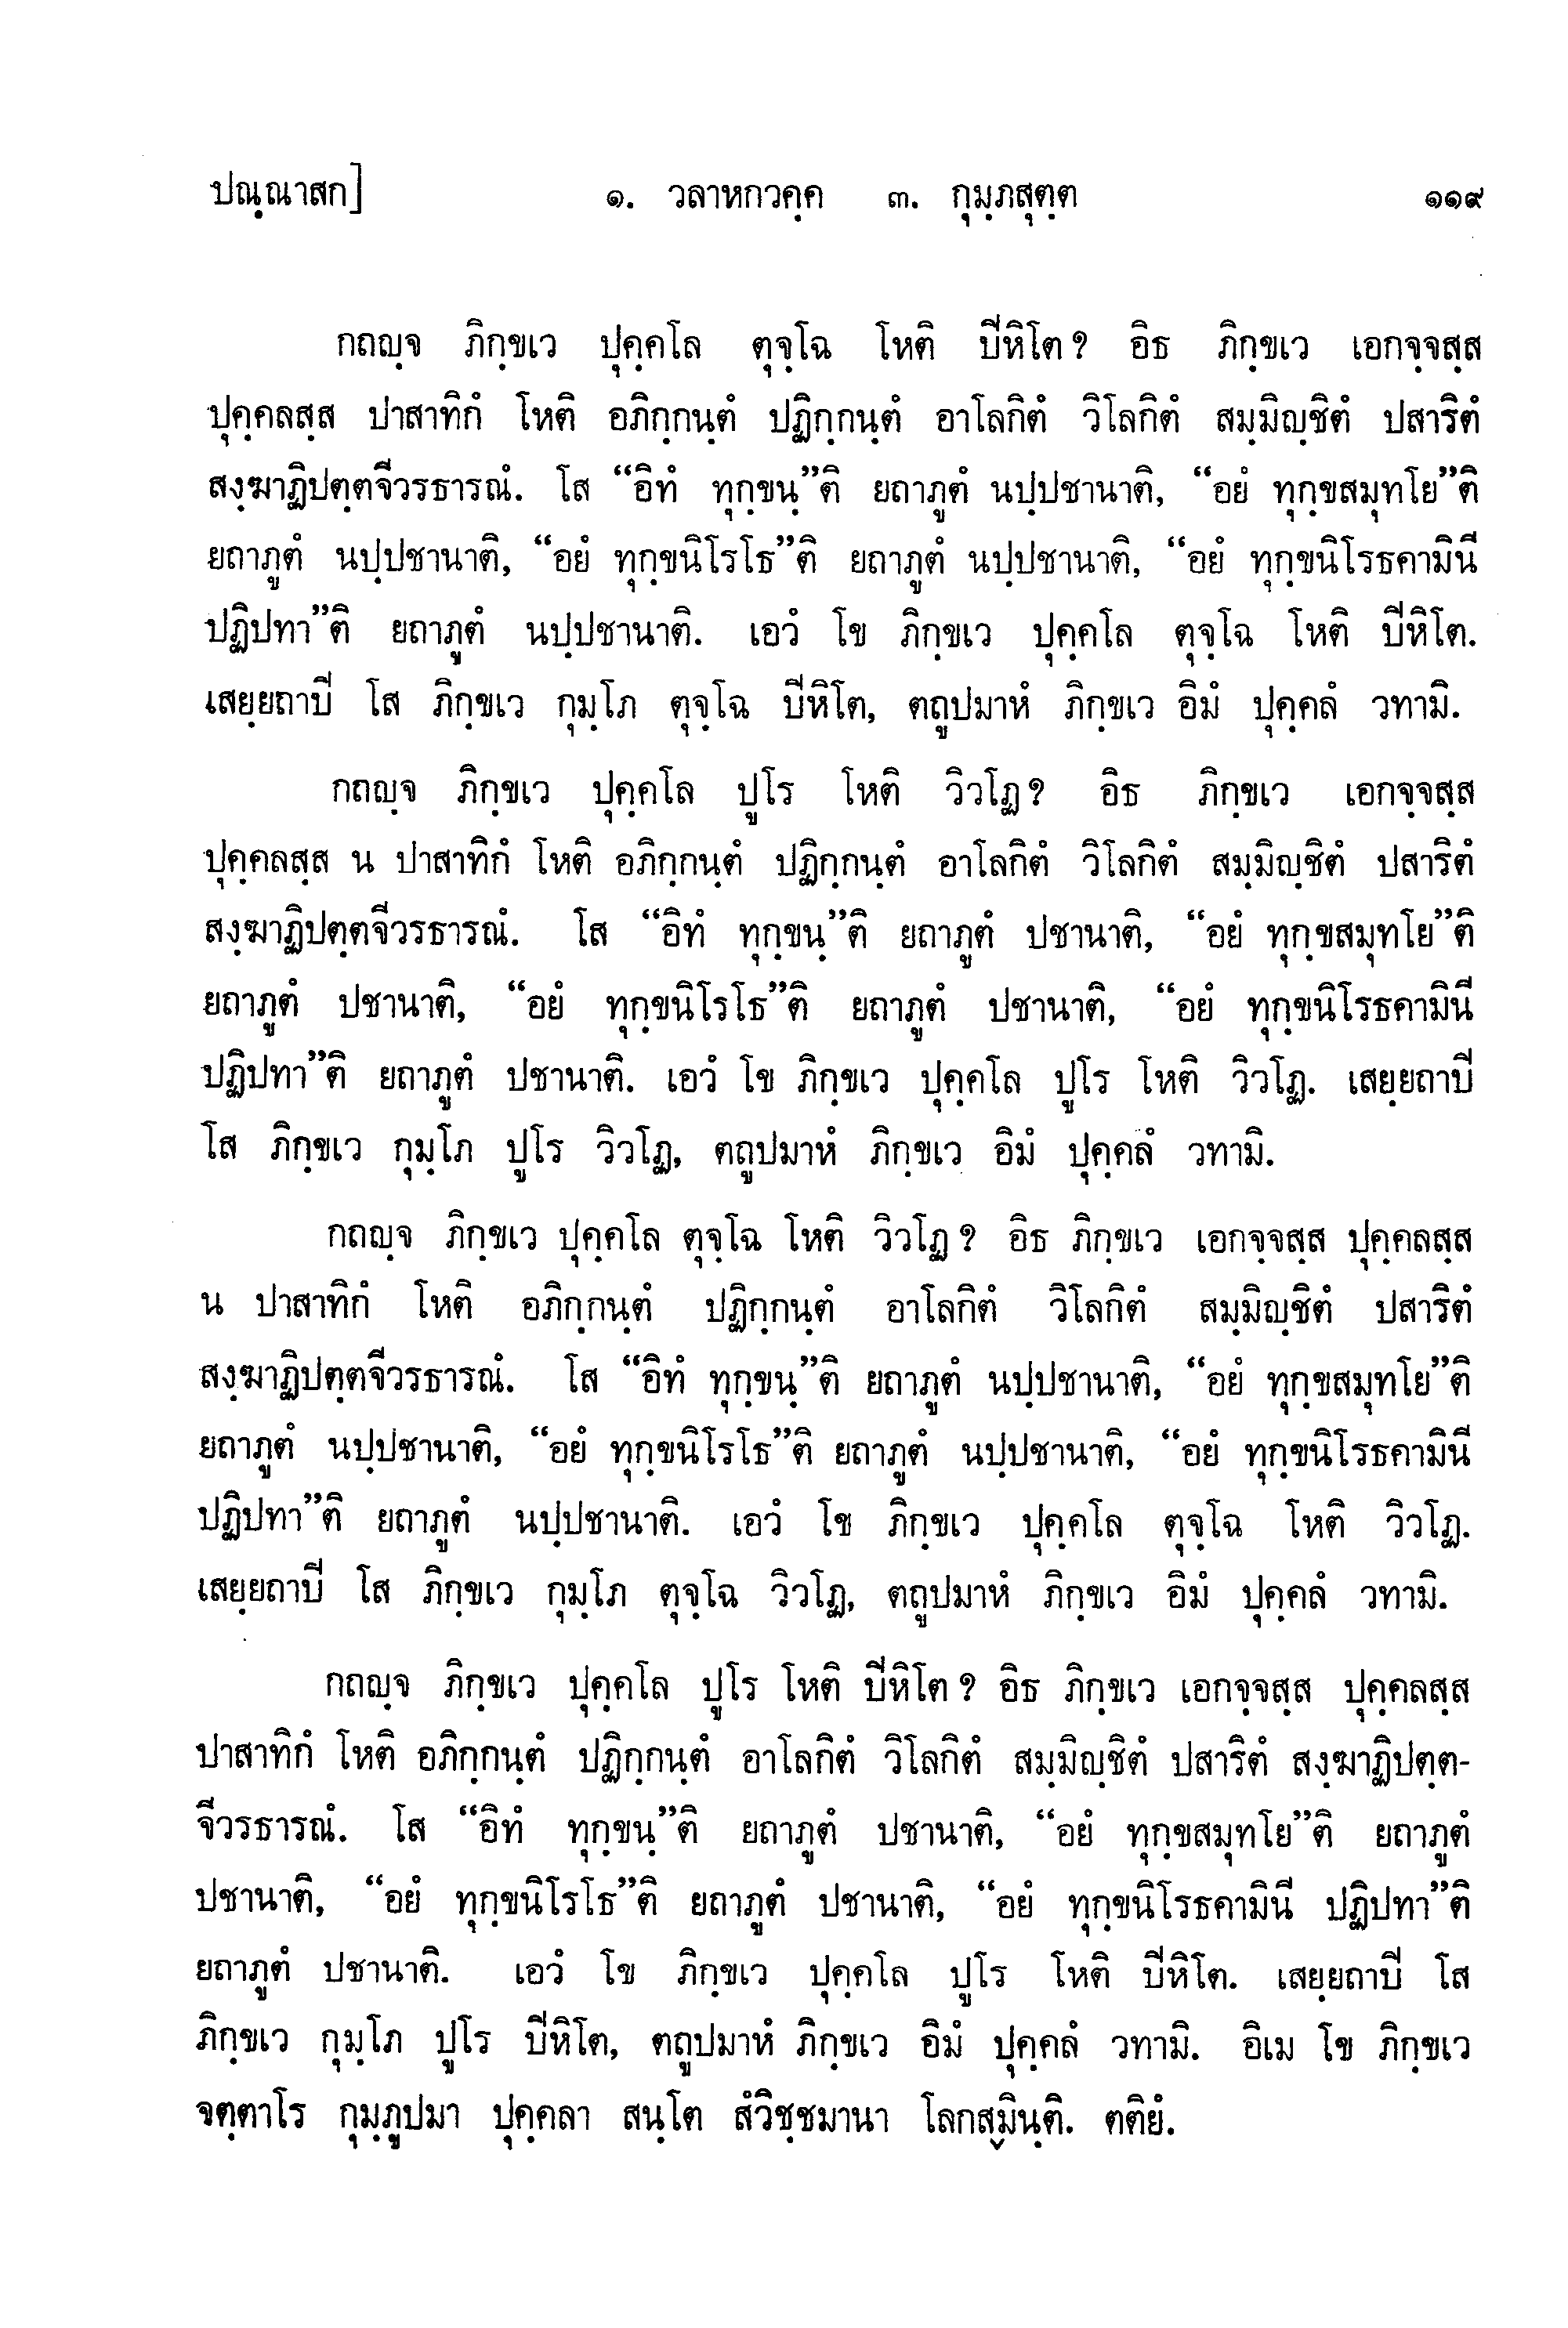 ปณฺณาสก] ๑. วลาหกวคฺค ๓. กุมฺภสุตฺต ๑๑๙
กถญฺจ ภิกฺขเว ปุคฺคโล ตุจฺโฉ โหติ ปีหิโต? อิธ ภิกฺขเว เอกจฺจสฺส
ปุคฺคลสฺส ปาสาทิกํ โหติ อภิกฺกนฺตํ ปฏิกฺกนฺตํ อาโลกิตํ วิโลกิตํ สมฺมิญฺชิตํ ปสาริตํ
สงฺฆาฏิปตฺตจีวรธารณํ. โส “อิทํ ทุกฺขนฺ”ติ ยถาภูตํ นปฺปชานาติ, “อยํ ทุกฺขสมุทโย”ติ
ยถาภูตํ นปฺปชานาติ, “อยํ ทุกฺขนิโรโธ”ติ ยถาภูตํ นปฺปชานาติ, “อยํ ทุกฺขนิโรธคามินี
ปฏิปทา”ติ ยถาภูตํ นปฺปชานาติ. เอวํ โข ภิกฺขเว ปุคฺคโล ตุจฺโฉ โหติ ปีหิโต.
เสยฺยถาปี โส ภิกฺขเว กุมฺโภ ตุจฺโฉ ปีหิโต, ตถูปมาหํ ภิกฺขเว อิมํ ปุคฺคลํ วทามิ.
กถญฺจ ภิกฺขเว ปุคฺคโล ปูโร โหติ วิวโฏ? อิธ ภิกฺขเว เอกจฺจสฺส
ปุคฺคลสฺส น ปาสาทิกํ โหติ อภิกฺกนฺตํ ปฏิกฺกนฺตํ อาโลกิตํ วิโลกิตํ สมฺมิญฺชิตํ ปสาริตํ
สงฺฆาฏิปตฺตจีวรธารณํ. โส “อิทํ ทุกฺขนฺ”ติ ยถาภูตํ ปชานาติ, “อยํ ทุกฺขสมุทโย”ติ
ยถาภูตํ ปชานาติ, “อยํ ทุกฺขนิโรโธ”ติ ยถาภูตํ ปชานาติ, “อยํ ทุกฺขนิโรธคามินี
ปฏิปทา”ติ ยถาภูตํ ปชานาติ. เอวํ โข ภิกฺขเว ปุคฺคโล ปูโร โหติ วิวโฏ. เสยฺยถาปี
โส ภิกฺขเว กุมฺโภ ปูโร วิวโฏ, ตถูปมาหํ ภิกฺขเว อิมํ ปุคฺคลํ วทามิ.
กถญฺจ ภิกฺขเว ปุคฺคโล ตุจฺโฉ โหติ วิวโฏ? อิธ ภิกฺขเว เอกจฺจสฺส ปุคฺคลสฺส
น ปาสาทิกํ โหติ อภิกฺกนฺตํ ปฏิกฺกนฺตํ อาโลกิตํ วิโลกิตํ สมฺมิญฺชิตํ ปสาริตํ
สงฺฆาฏิปตฺตจีวรธารณํ. โส “อิทํ ทุกฺขนฺ”ติ ยถาภูตํ นปฺปชานาติ, “อยํ ทุกฺขสมุทโย”ติ
ยถาภูตํ นปฺปชานาติ, “อยํ ทุกฺขนิโรโธ”ติ ยถาภูตํ นปฺปชานาติ, “อยํ ทุกฺขนิโรธคามินี
ปฏิปทา”ติ ยถาภูตํ นปฺปชานาติ. เอวํ โข ภิกฺขเว ปุคฺคโล ตุจฺโฉ โหติ วิวโฏ.
เสยฺยถาปี โส ภิกฺขเว กุมฺโภ ตุจฺโฉ วิวโฏ, ตถูปมาหํ ภิกฺขเว อิมํ ปุคฺคลํ วทามิ.
กถญฺจ ภิกฺขเว ปุคฺคโล ปูโร โหติ ปีหิโต? อิธ ภิกฺขเว เอกจฺจสฺส ปุคฺคลสฺส
ปาสาทิกํ โหติ อภิกฺกนฺตํ ปฏิกฺกนฺตํ อาโลกิตํ วิโลกิตํ สมฺมิญฺชิตํ ปสาริตํ สงฺฆาฏิปตฺต-
จีวรธารณํ. โส “อิทํ ทุกฺขนฺ”ติ ยถาภูตํ ปชานาติ, “อยํ ทุกฺขสมุทโย”ติ ยถาภูตํ
ปชานาติ, “อยํ ทุกฺขนิโรโธ”ติ ยถาภูตํ ปชานาติ, “อยํ ทุกฺขนิโรธคามินี ปฏิปทา”ติ
ยถาภูตํ ปชานาติ. เอวํ โข ภิกฺขเว ปุคฺคโล ปูโร โหติ ปีหิโต. เสยฺยถาปี โส
ภิกฺขเว กุมฺโภ ปูโร ปีหิโต, ตถูปมาหํ ภิกฺขเว อิมํ ปุคฺคลํ วทามิ. อิเม โข ภิกฺขเว
จตฺตาโร กุมฺภูปมา ปุคฺคลา สนฺโต สํวิชฺชมานา โลกสฺมินฺติ. ตติยํ.